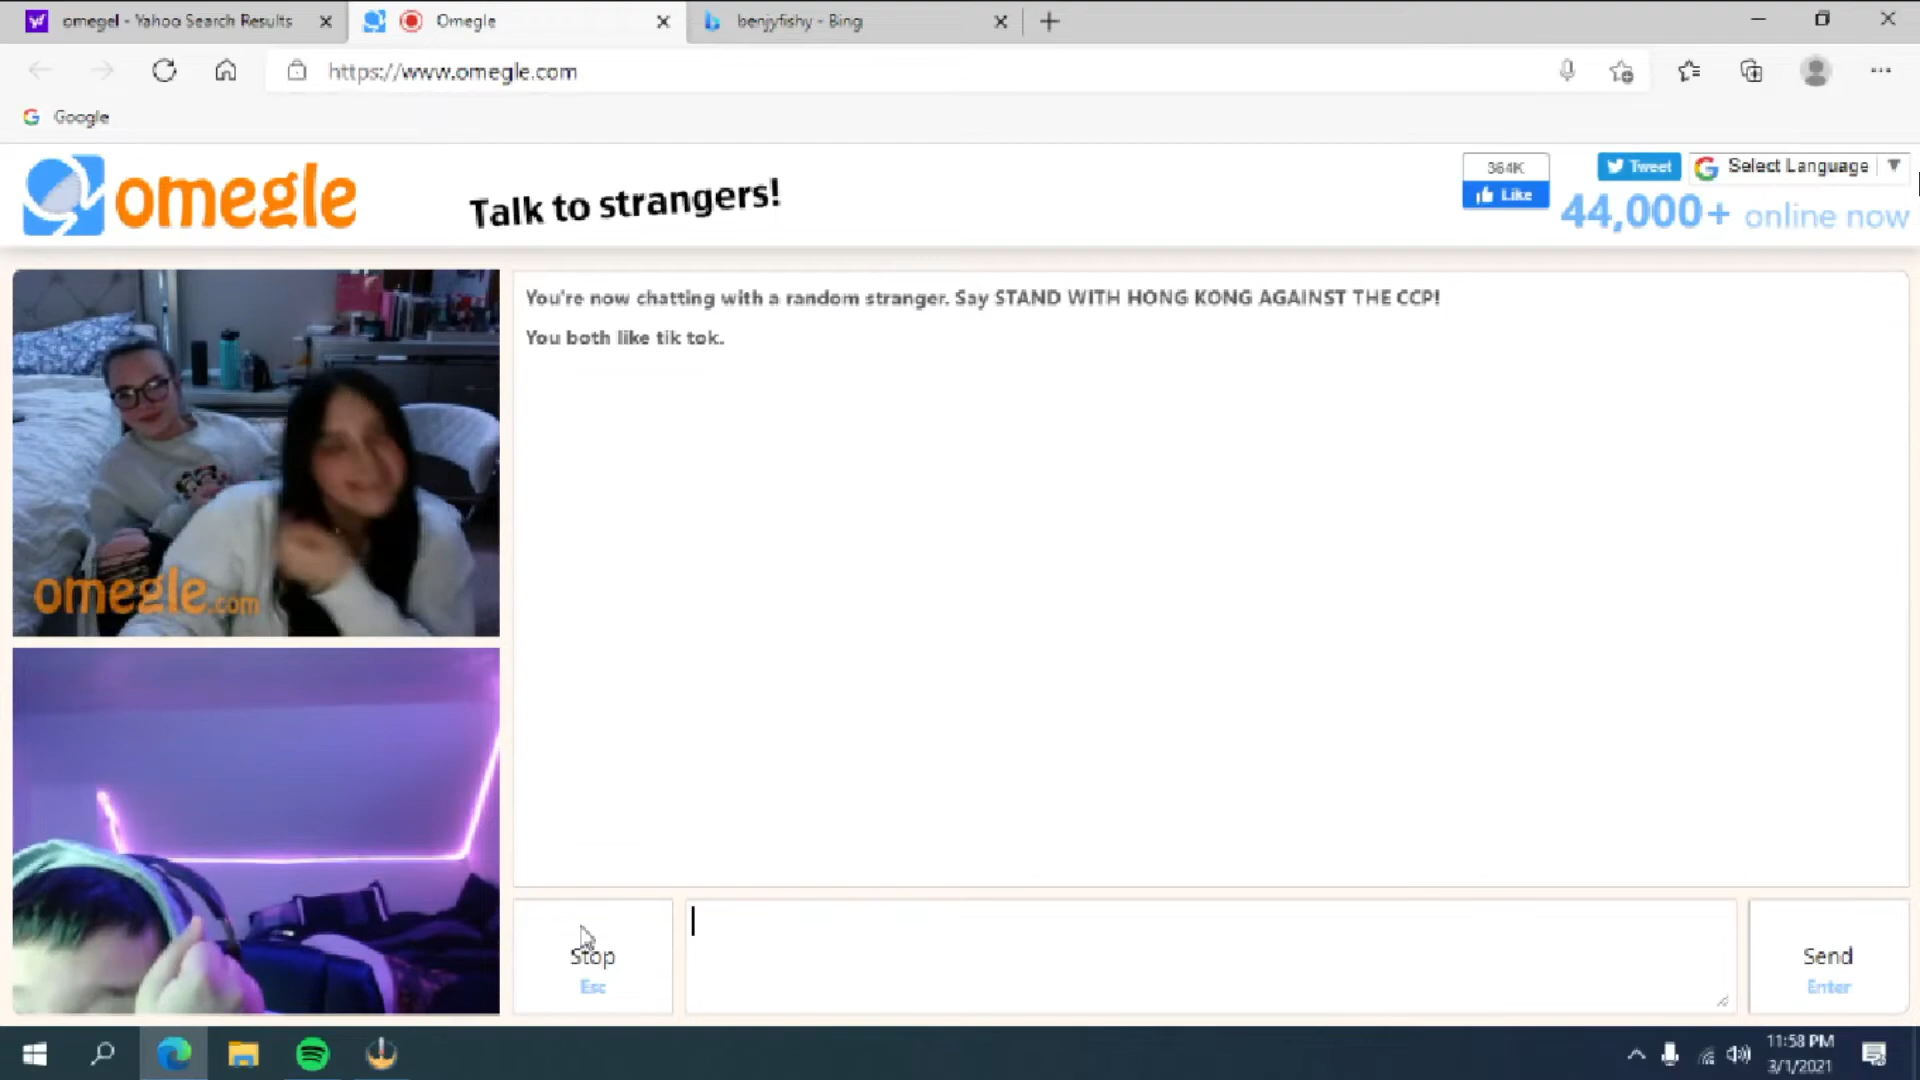 omegel - Yahoo Search Results
Omegle
benjyfishy - Bing
https://www.omegle.com
Google
omegle
Talk to strangers!
364K
Like
Tweet
Select Language
44,000+ online now
You're now chatting with a random stranger. Say STAND WITH HONG KONG AGAINST THE CCP!
You both like tik tok.
omegle.com
Stop
Esc
Send
Enter
11:58 PM
3/1/2021